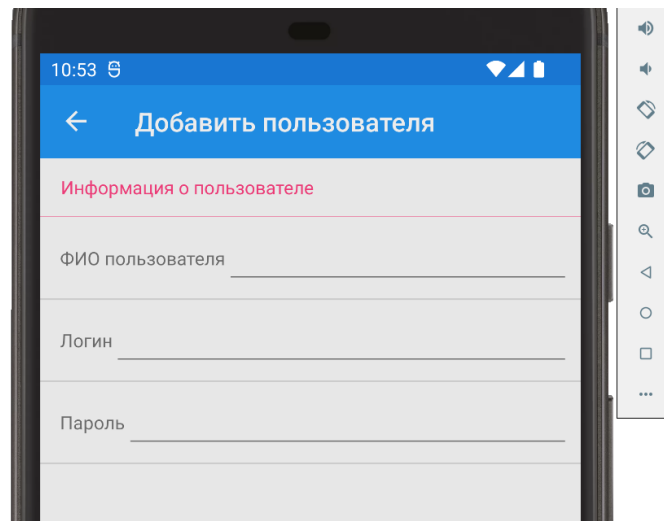 10:53
Добавить пользователя
Информация о пользователе
ФИО пользователя
Логин
Пароль